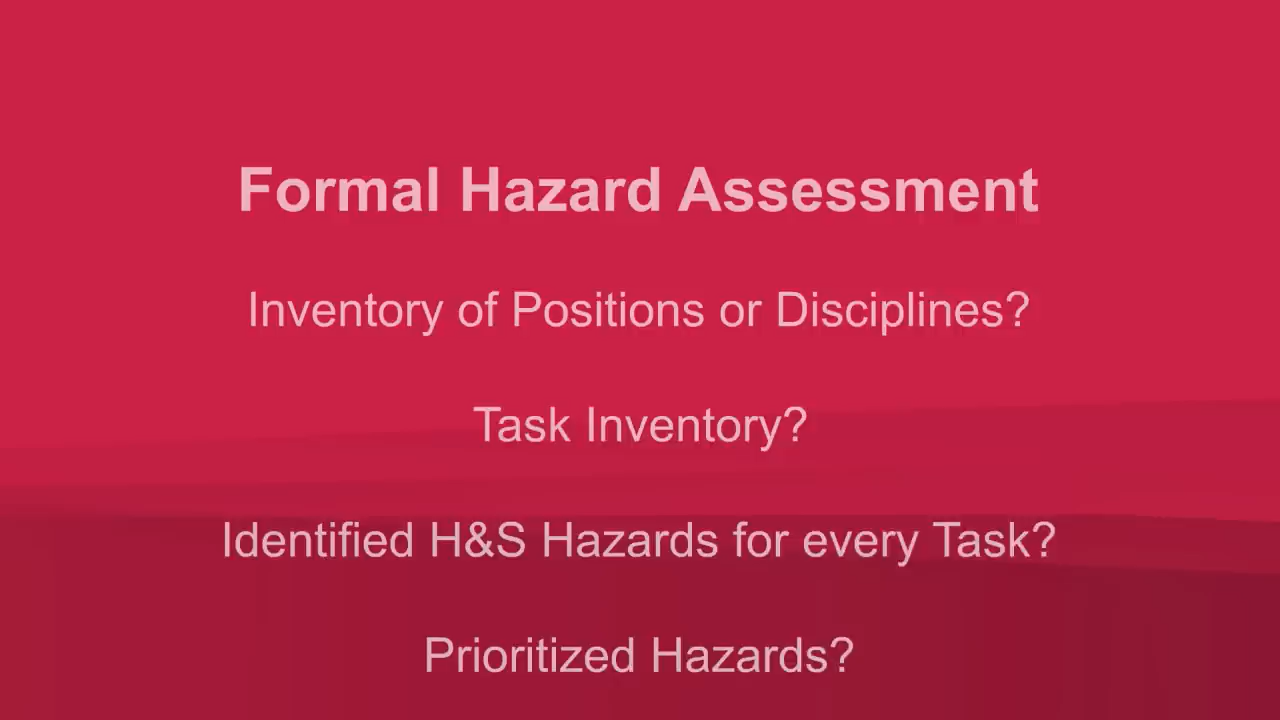 Formal Hazard Assessment
Inventory of Positions or Disciplines?
Task Inventory?
Identified H&S Hazards for every Task?
Prioritized Hazards?